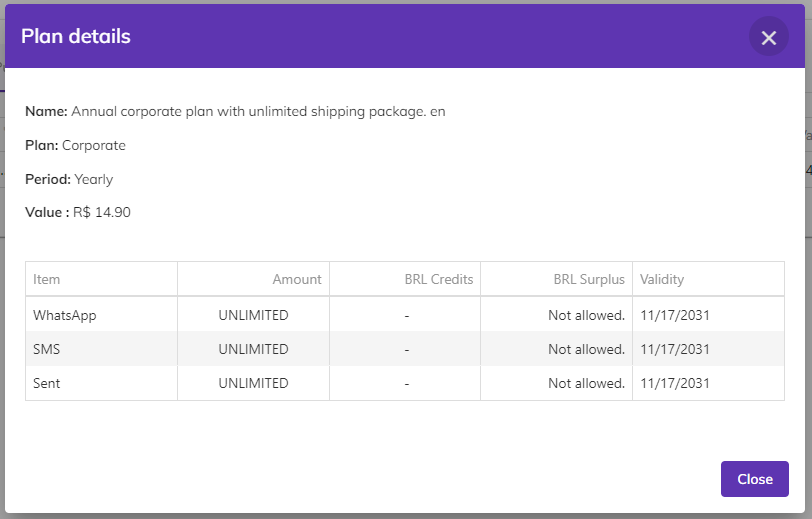 Plan details
Name: Annual corporate plan with unlimited shipping package. en
Plan: Corporate
Period: Yearly
Value : R$ 14.90
Item Amount BRL Credits BRL Surplus Validity
WhatsApp UNLIMITED - Not allowed. 11/17/2031
SMS UNLIMITED - Not allowed. 11/17/2031
Sent UNLIMITED - Not allowed. 11/17/2031
Close